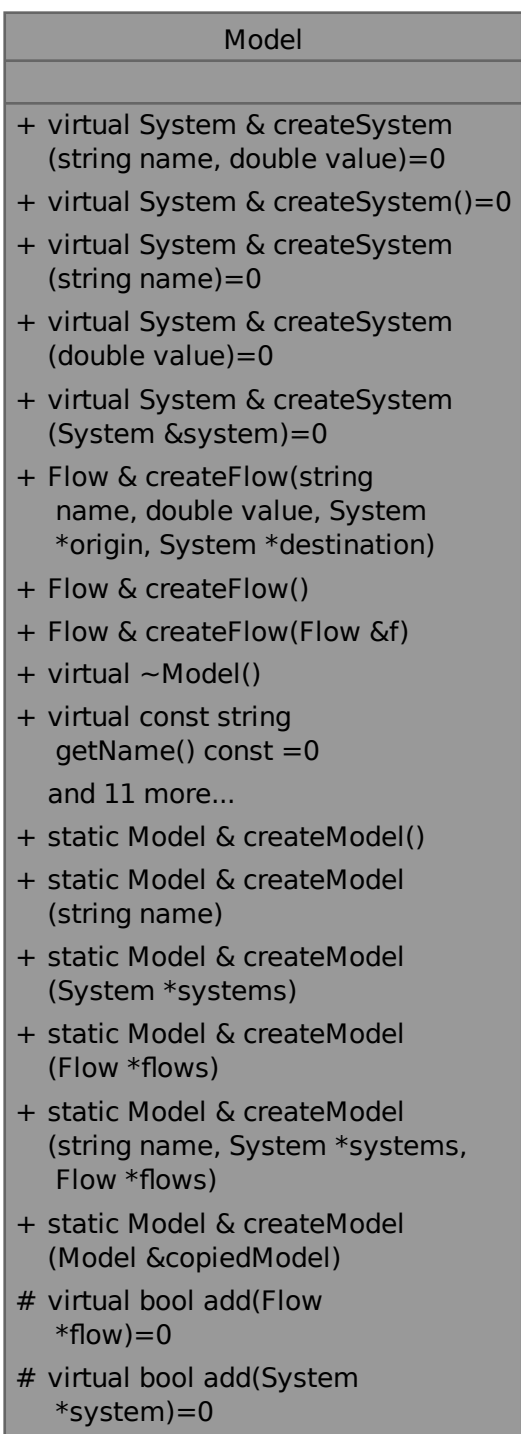 Model
+ virtual System & createSystem
(string name, double value)=0
+ virtual System & createSystem()=0
+ virtual System & createSystem
(string name)=0
+ virtual System & createSystem
(double value)=0
+ virtual System & createSystem
(System &system)=0
+ Flow & createFlow(string
name, double value, System
*origin, System *destination)
+ Flow & createFlow()
+ Flow & createFlow(Flow &f)
+ virtual ~Model()
+ virtual const string
getName() const =0
and 11 more...
+ static Model & createModel()
+ static Model & createModel
(string name)
+ static Model & createModel
(System *systems)
+ static Model & createModel
(Flow *flows)
+ static Model & createModel
(string name, System *systems,
Flow *flows)
+ static Model & createModel
(Model &copiedModel)
# virtual bool add(Flow
*flow)=0
# virtual bool add(System
*system)=0